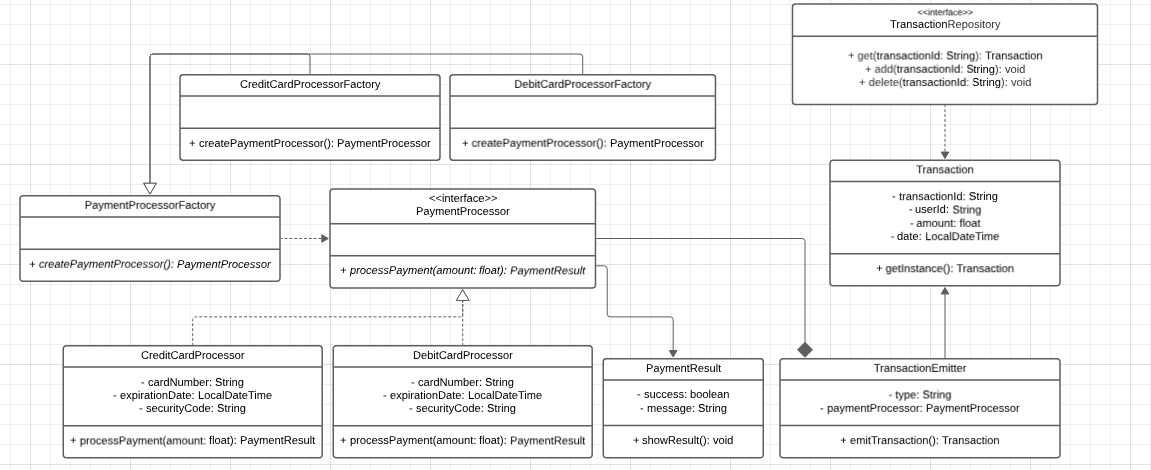 <<interface>>
TransactionRepository
+ get(transactionId: String): Transaction
+ add(transactionId: String): void
+ delete(transactionId: String): void
CreditCardProcessorFactory
+ createPaymentProcessor(): PaymentProcessor
DebitCardProcessorFactory
+ createPaymentProcessor(): PaymentProcessor
Transaction
- transactionId: String
- userId: String
- amount: float
- date: LocalDateTime
+ getInstance(): Transaction
PaymentProcessorFactory
+ createPaymentProcessor(): PaymentProcessor
<<interface>>
PaymentProcessor
+ processPayment(amount: float): PaymentResult
CreditCardProcessor
- cardNumber: String
- expirationDate: LocalDateTime
- securityCode: String
+ processPayment(amount: float): PaymentResult
DebitCardProcessor
- cardNumber: String
- expirationDate: LocalDateTime
- securityCode: String
+ processPayment(amount: float): PaymentResult
PaymentResult
- success: boolean
- message: String
+ showResult(): void
TransactionEmitter
- type: String
- paymentProcessor: PaymentProcessor
+ emitTransaction(): Transaction